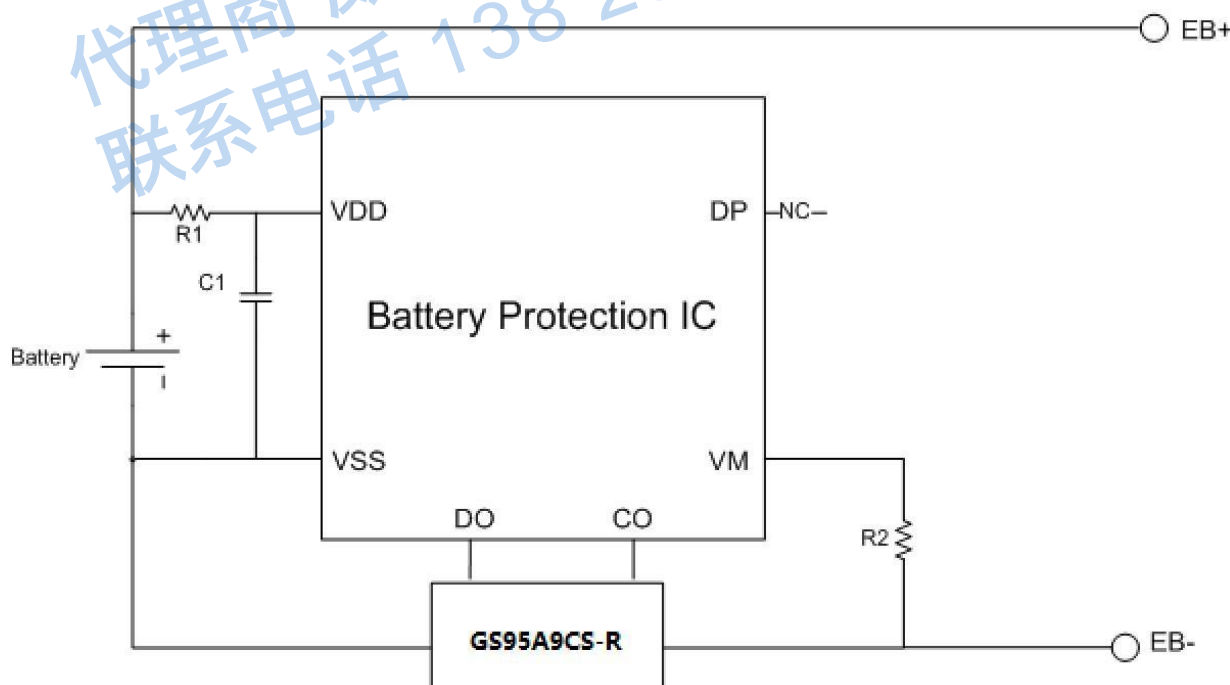 代理商
联系电话 138 2
EB+
VDD
DP
NC
R1
C1
Battery Protection IC
+
Battery
VSS
VM
DO
CO
R2
GS95A9CS-R
EB-